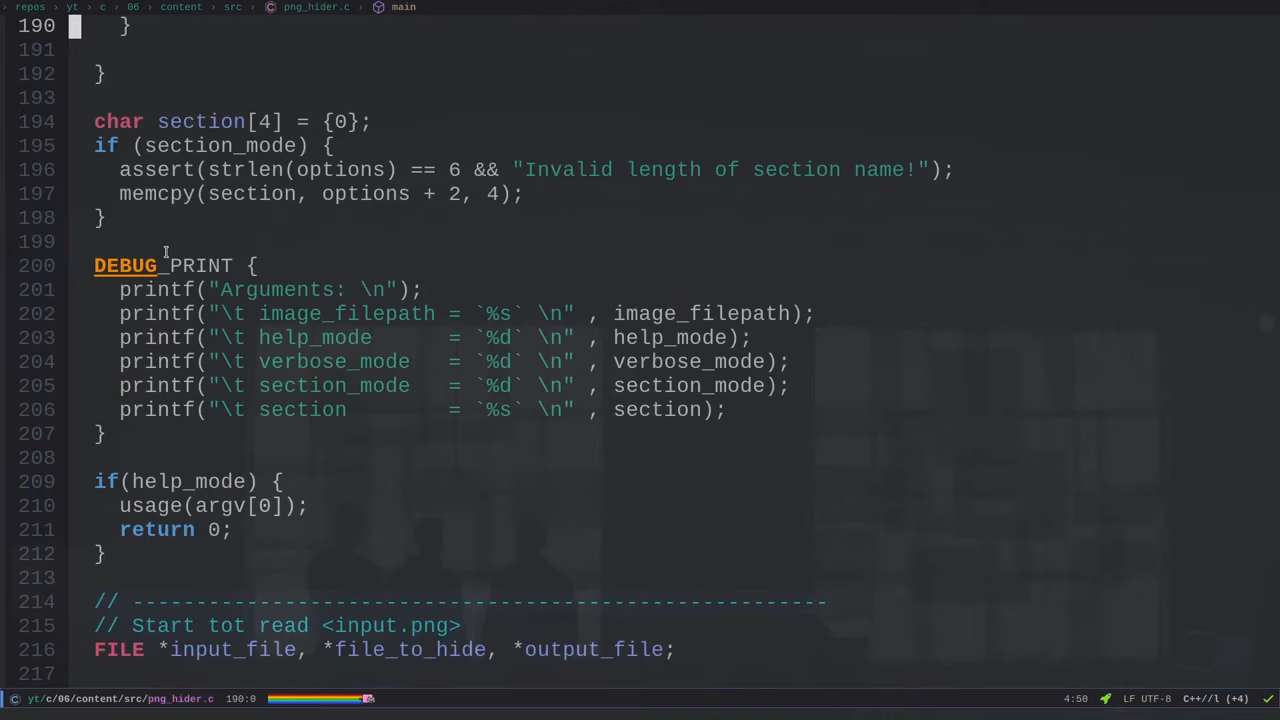 repos > yt > c > 06 > content > src > png_hider.c > main
190   }
191
192 }
193
194 char section[4] = {0};
195 if (section_mode) {
196   assert(strlen(options) == 6 && "Invalid length of section name!");
197   memcpy(section, options + 2, 4);
198 }
199
200 DEBUG_PRINT {
201   printf("Arguments: \n");
202   printf("\t image_filepath = `%s` \n" , image_filepath);
203   printf("\t help_mode      = `%d` \n" , help_mode);
204   printf("\t verbose_mode   = `%d` \n" , verbose_mode);
205   printf("\t section_mode   = `%d` \n" , section_mode);
206   printf("\t section        = `%s` \n" , section);
207 }
208
209 if(help_mode) {
210   usage(argv[0]);
211   return 0;
212 }
213
214 // -------------------------------------------------------
215 // Start tot read <input.png>
216 FILE *input_file, *file_to_hide, *output_file;
217
yt/c/06/content/src/png_hider.c 190:0 4:50 LF UTF-8 C++//l (+4)